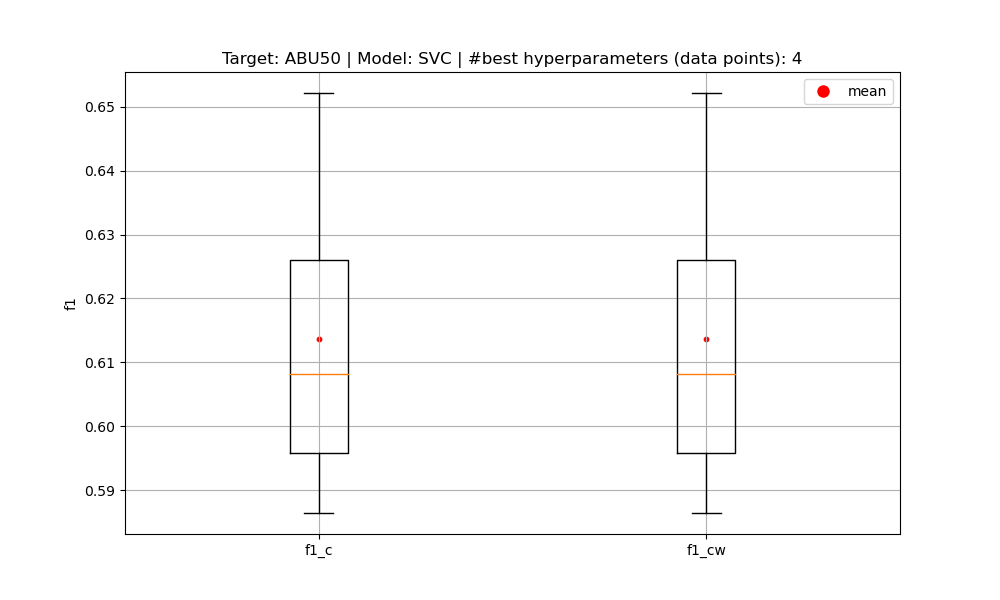 Target: ABU50 | Model: SVC | #best hyperparameters (data points): 4
mean
0.65
0.64
0.63
0.62
0.61
0.60
0.59
f1
f1_c
f1_cw